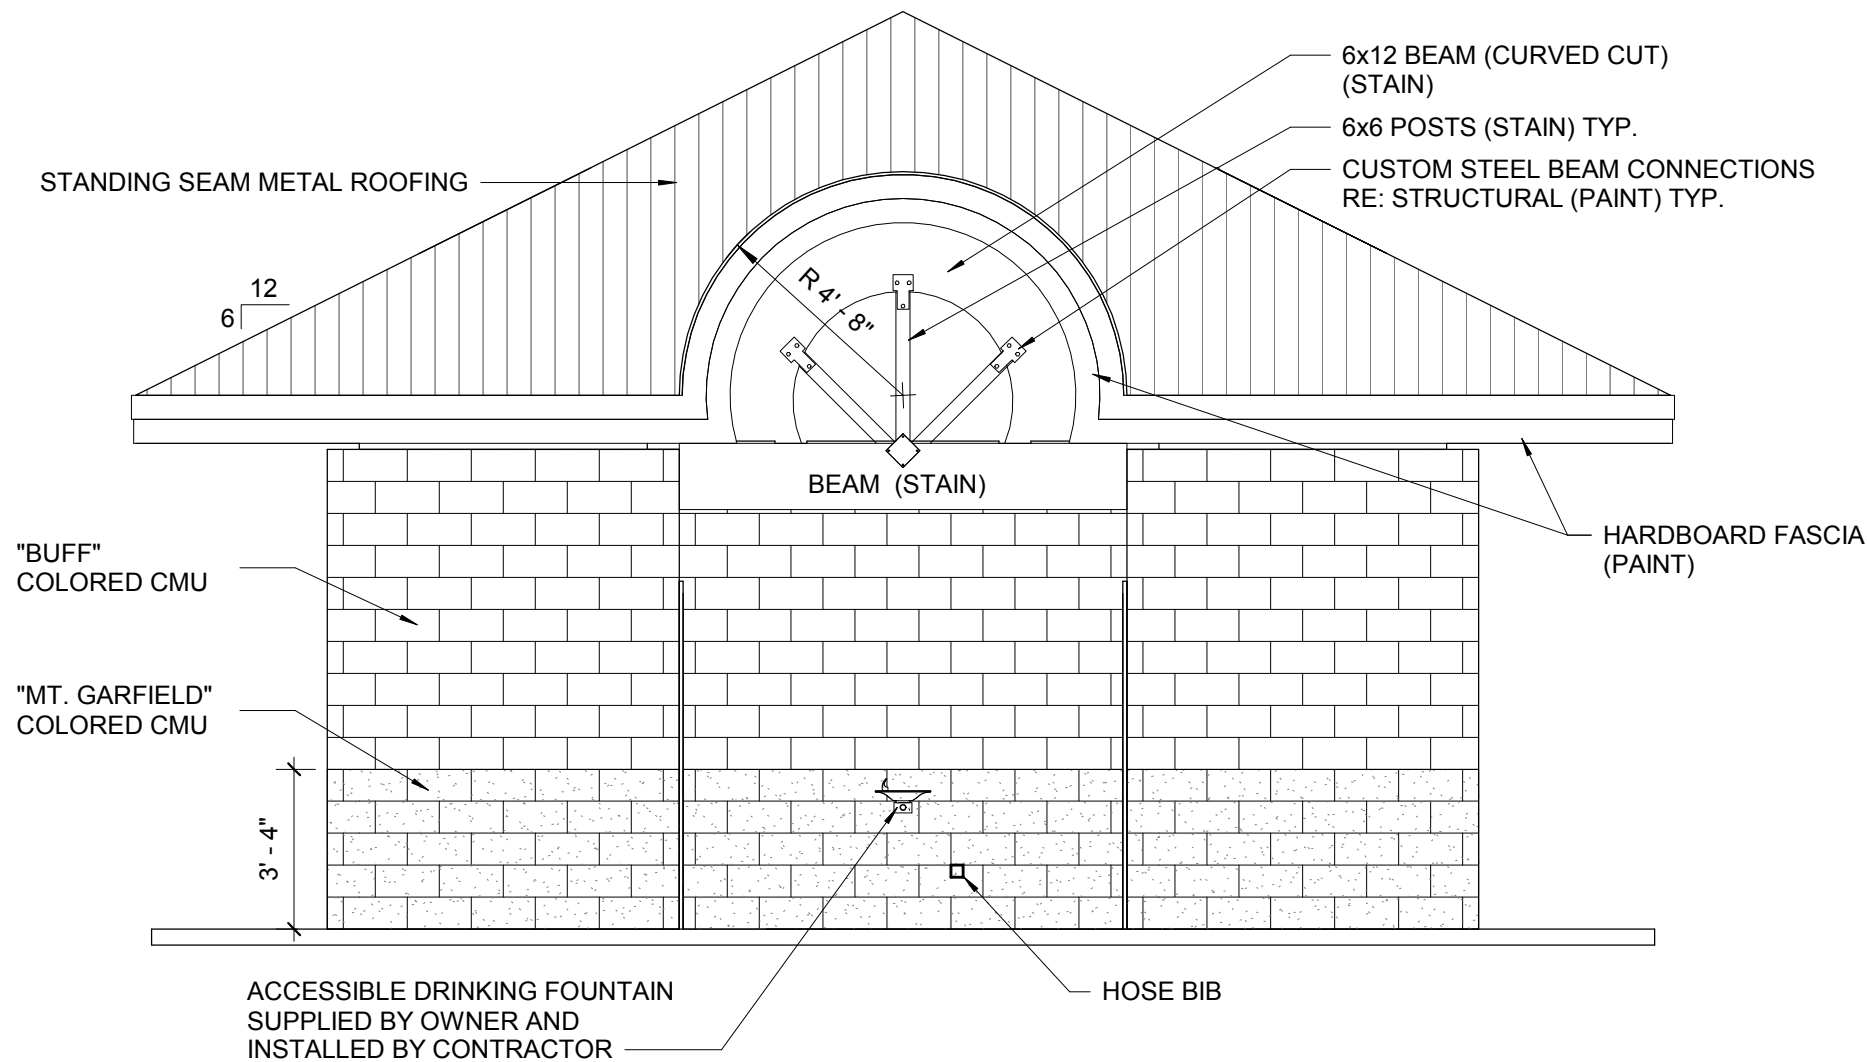 6x12 BEAM (CURVED CUT)
(STAIN)
6x6 POSTS (STAIN) TYP.
CUSTOM STEEL BEAM CONNECTIONS
RE: STRUCTURAL (PAINT) TYP.
STANDING SEAM METAL ROOFING
12
6
R 4' - 8"
BEAM (STAIN)
HARDBOARD FASCIA
(PAINT)
"BUFF"
COLORED CMU
"MT. GARFIELD"
COLORED CMU
3' - 4"
ACCESSIBLE DRINKING FOUNTAIN
SUPPLIED BY OWNER AND
INSTALLED BY CONTRACTOR
HOSE BIB